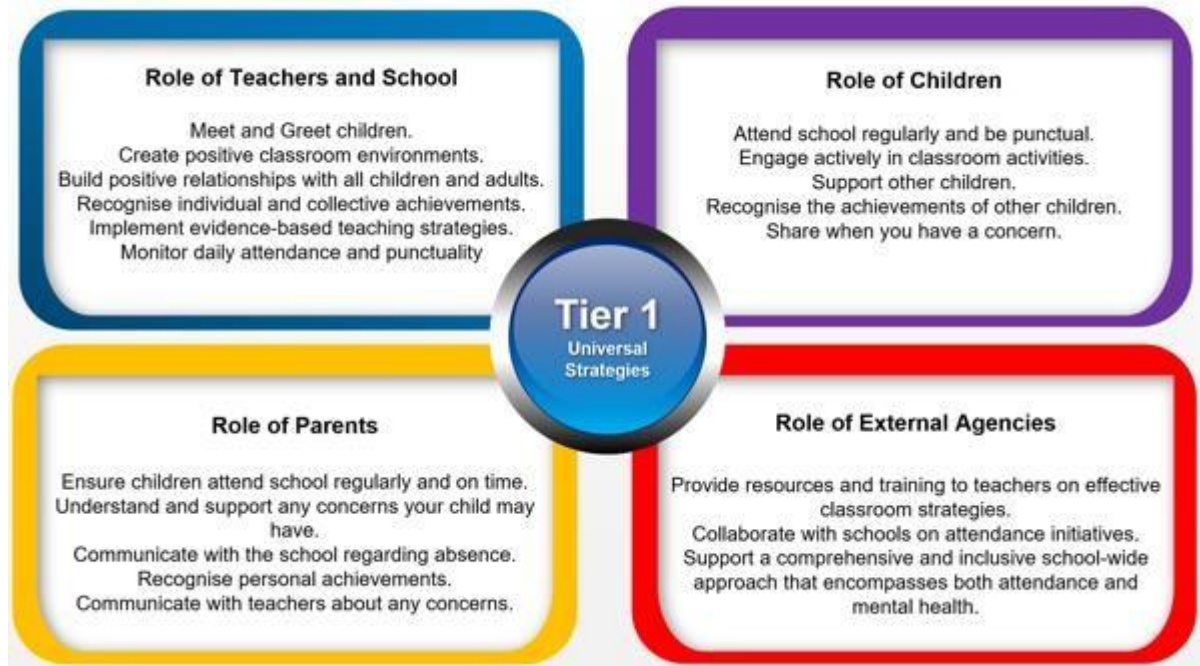 Role of Teachers and School
Meet and Greet children.
Create positive classroom environments.
Build positive relationships with all children and adults.
Recognise individual and collective achievements.
Implement evidence-based teaching strategies.
Monitor daily attendance and punctuality
Role of Children
Attend school regularly and be punctual.
Engage actively in classroom activities.
Support other children.
Recognise the achievements of other children.
Share when you have a concern.
Tier 1
Universal
Strategies
Role of Parents
Ensure children attend school regularly and on time.
Understand and support any concerns your child may
have.
Communicate with the school regarding absence.
Recognise personal achievements.
Communicate with teachers about any concerns.
Role of External Agencies
Provide resources and training to teachers on effective
classroom strategies.
Collaborate with schools on attendance initiatives.
Support a comprehensive and inclusive school-wide
approach that encompasses both attendance and
mental health.